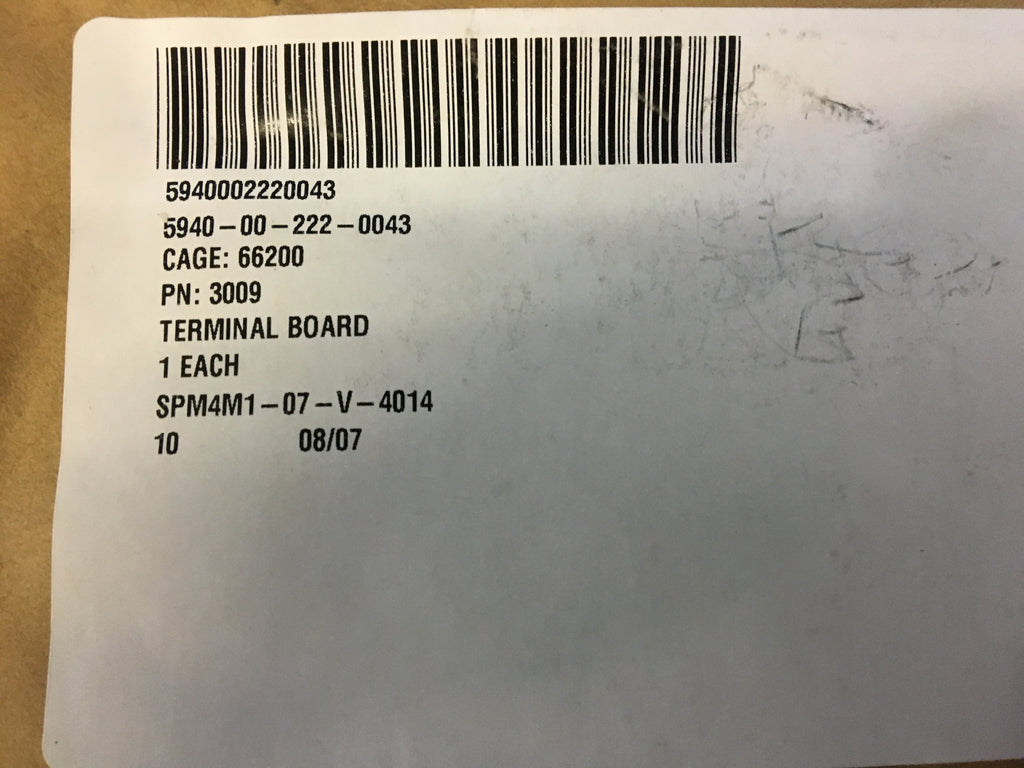 5940002220043
5940-00-222-0043
CAGE: 66200
PN: 3009
TERMINAL BOARD
1 EACH
SPM4M1-07-V-4014
10 08/07